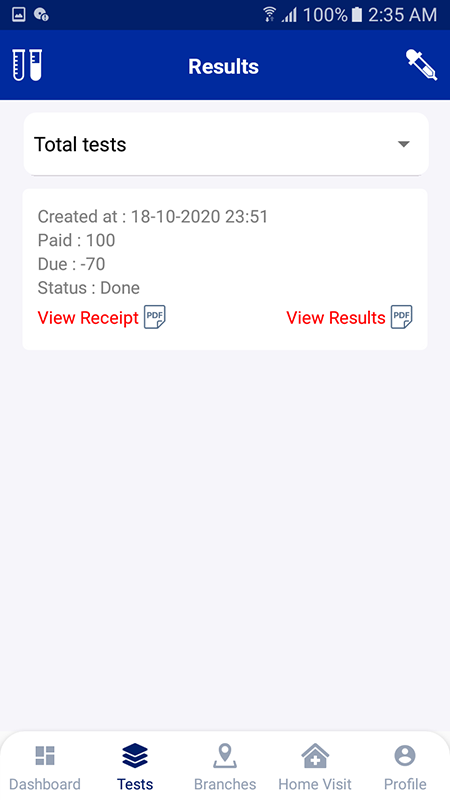 100% 2:35 AM
Results
Total tests
Created at : 18-10-2020 23:51
Paid : 100
Due : -70
Status : Done
View Receipt PDF View Results PDF
Dashboard Tests Branches Home Visit Profile